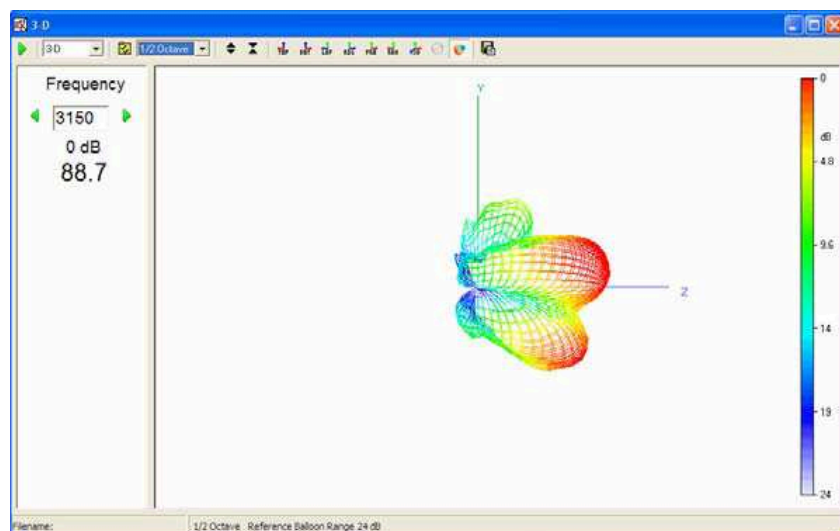 3-D
3-D
1/2 Octave
Frequency
3150
0 dB
88.7
Y
Z
0
dB
4.8
9.6
14
19
24
Filename:
1/2 Octave Reference Balloon Range 24 dB